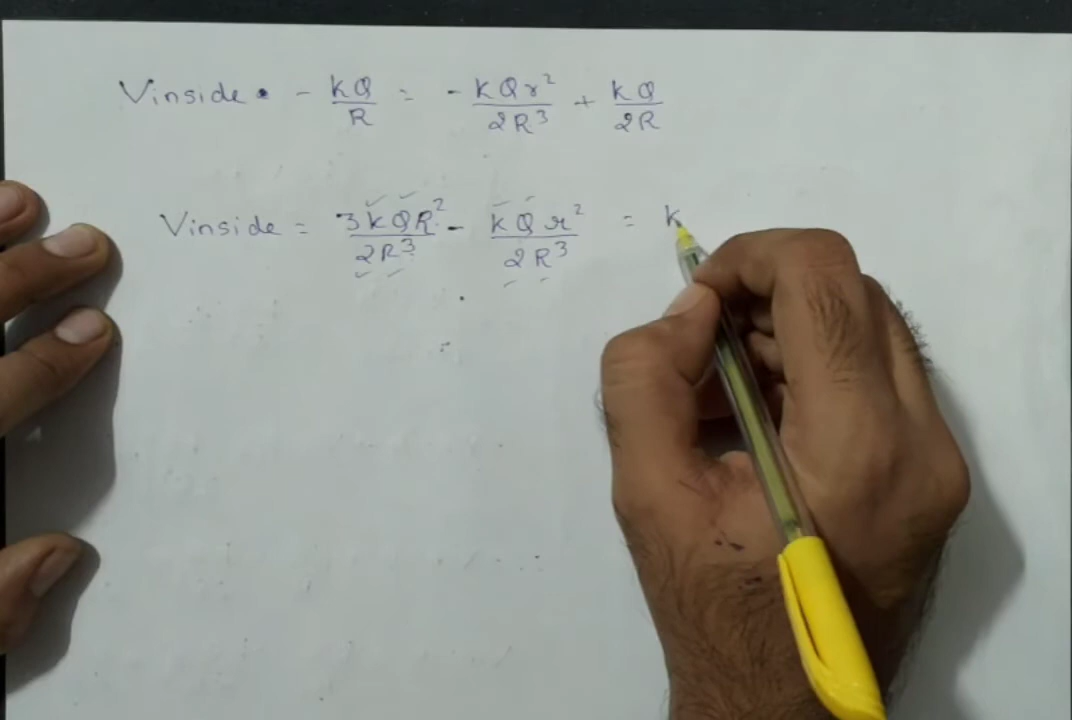 Vinside - kQ/R = - kQr²/2R³ + kQ/2R
Vinside = 3kQR²/2R³ - kQr²/2R³ = k